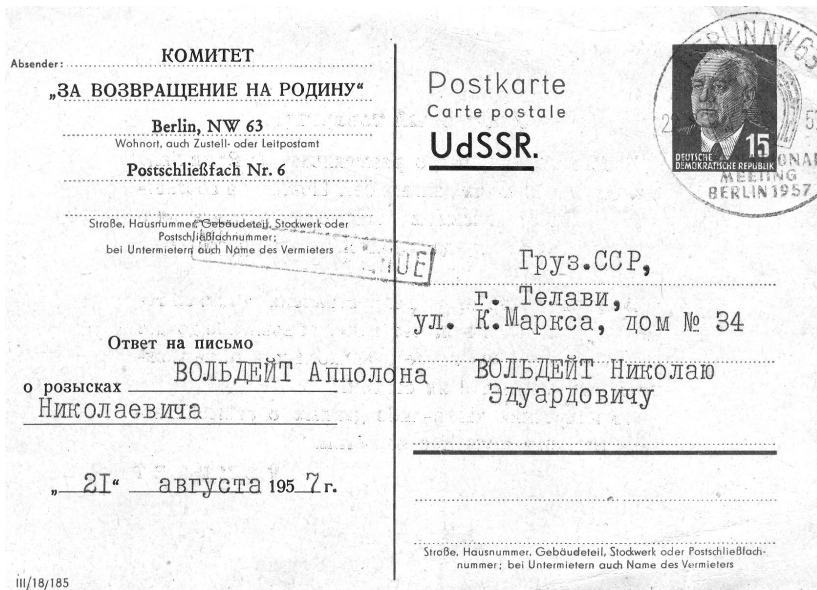 Absender: КОМИТЕТ
„ЗА ВОЗВРАЩЕНИЕ НА РОДИНУ“
Berlin, NW 63
Wohnort, auch Zustell- oder Leitpostamt
Postschließfach Nr. 6
Straße, Hausnummer, Gebäudeteil, Stockwerk oder
Postschließfachnummer;
bei Untermietern auch Name des Vermieters
Ответ на письмо
о розысках ВОЛЬДЕЙТ Апполона
Николаевича
„21“ августа 1957 г.
III/18/185
Postkarte
Carte postale
UdSSR.
BERLIN NW 63
15
DEUTSCHE
DEMOKRATISCHE REPUBLIK
MEETING
BERLIN 1957
Груз.ССР,
г. Телави,
ул. К.Маркса, дом № 34
ВОЛЬДЕЙТ Николаю
Эдуардовичу
Straße, Hausnummer, Gebäudeteil, Stockwerk oder Postschließfach-
nummer; bei Untermietern auch Name des Vermieters